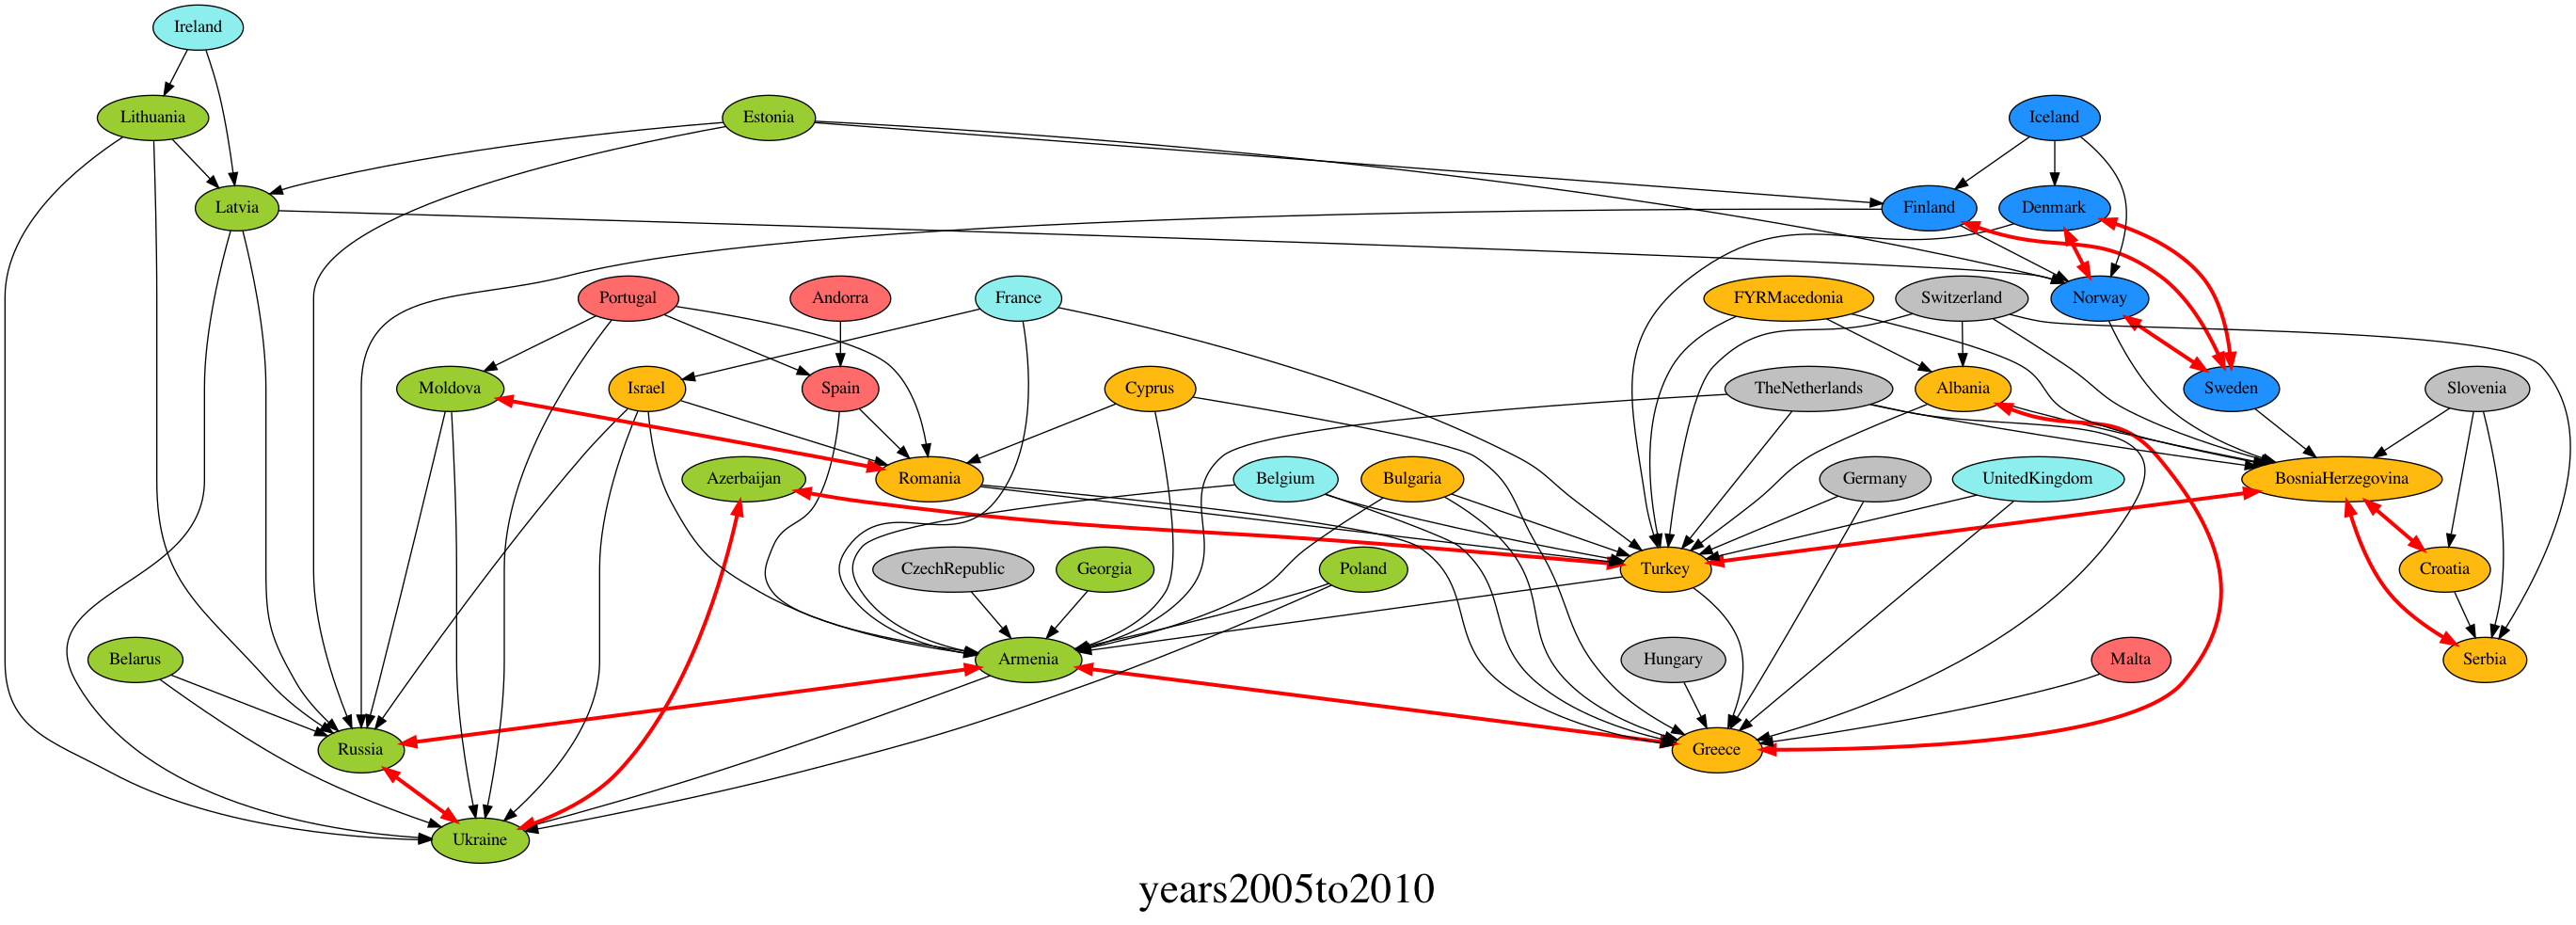 Ireland
Lithuania
Estonia
Iceland
Latvia
Finland
Denmark
Portugal
Andorra
France
FYRMacedonia
Switzerland
Norway
Moldova
Israel
Spain
Cyprus
TheNetherlands
Albania
Sweden
Slovenia
Azerbaijan
Romania
Belgium
Bulgaria
Germany
UnitedKingdom
BosniaHerzegovina
CzechRepublic
Georgia
Poland
Turkey
Croatia
Belarus
Armenia
Hungary
Malta
Serbia
Russia
Greece
Ukraine
years2005to2010